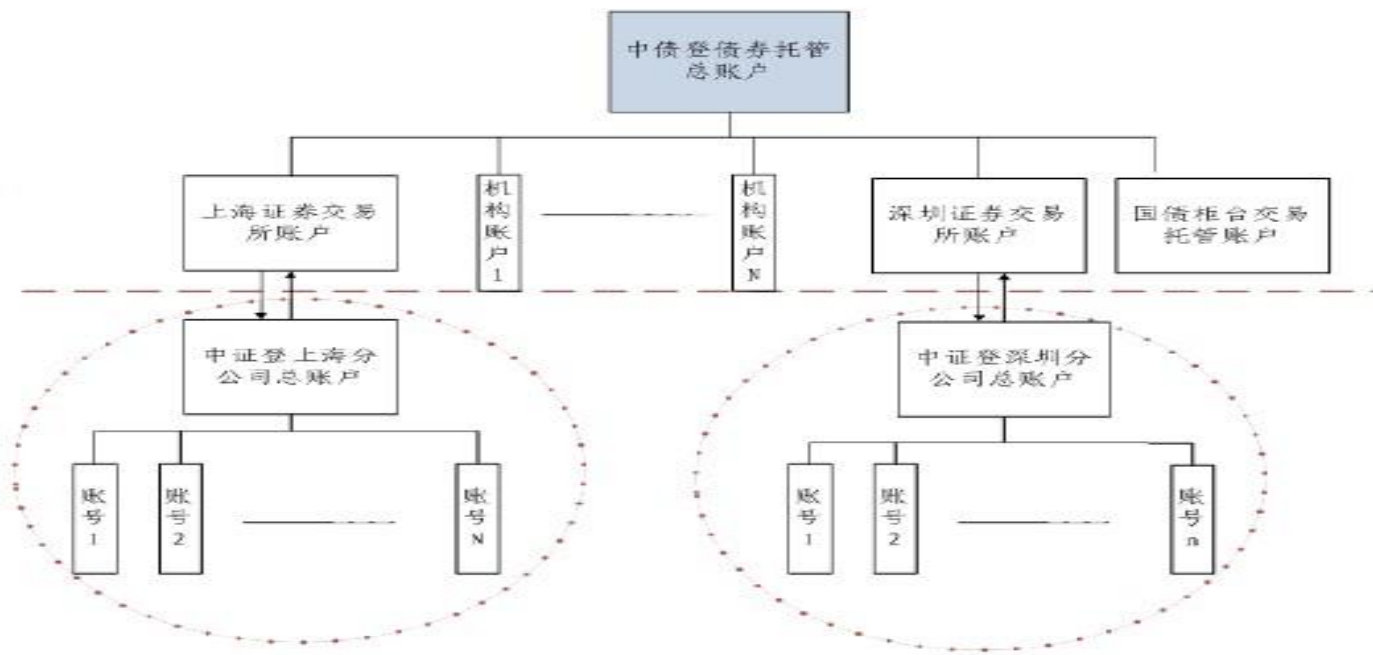 中债登债券托管
总账户
上海证券交易
所账户
机构账户1
机构账户N
深圳证券交易
所账户
国债柜台交易
托管账户
中证登上海分
公司总账户
中证登深圳分
公司总账户
账号1
账号2
账号N
账号1
账号2
账号n